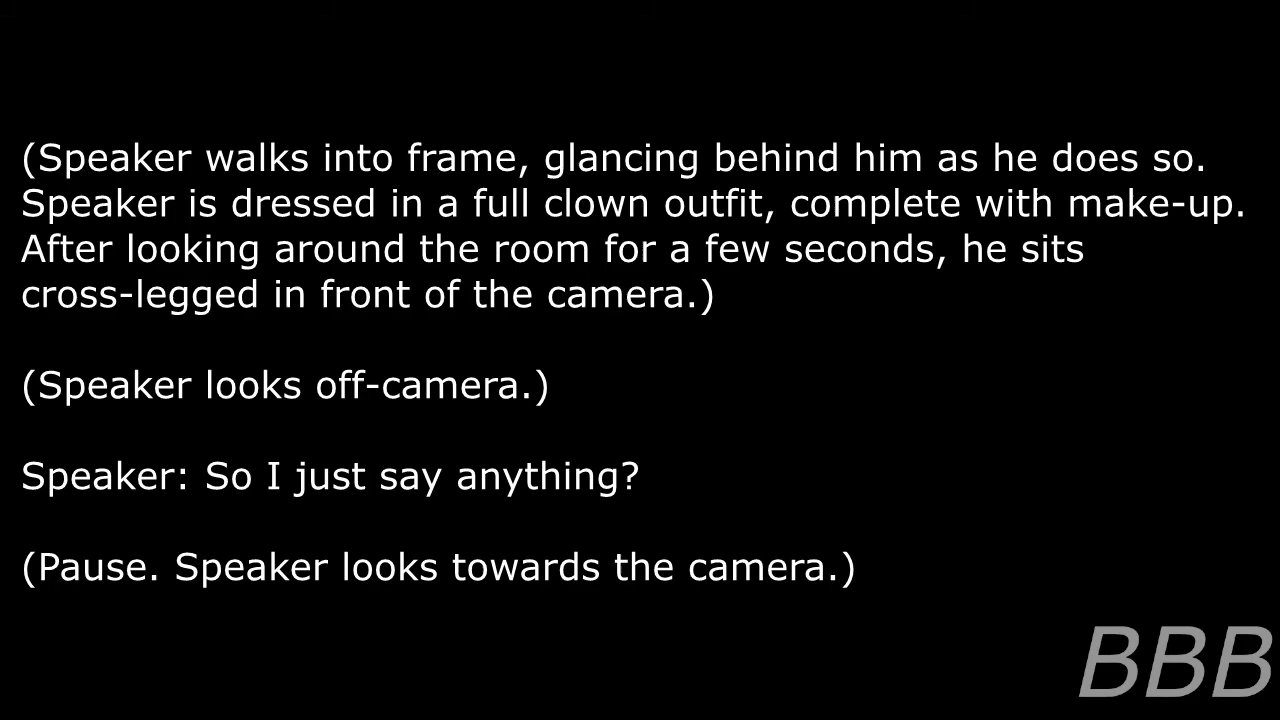 (Speaker walks into frame, glancing behind him as he does so.
Speaker is dressed in a full clown outfit, complete with make-up.
After looking around the room for a few seconds, he sits
cross-legged in front of the camera.)
(Speaker looks off-camera.)
Speaker: So I just say anything?
(Pause. Speaker looks towards the camera.)
BBB